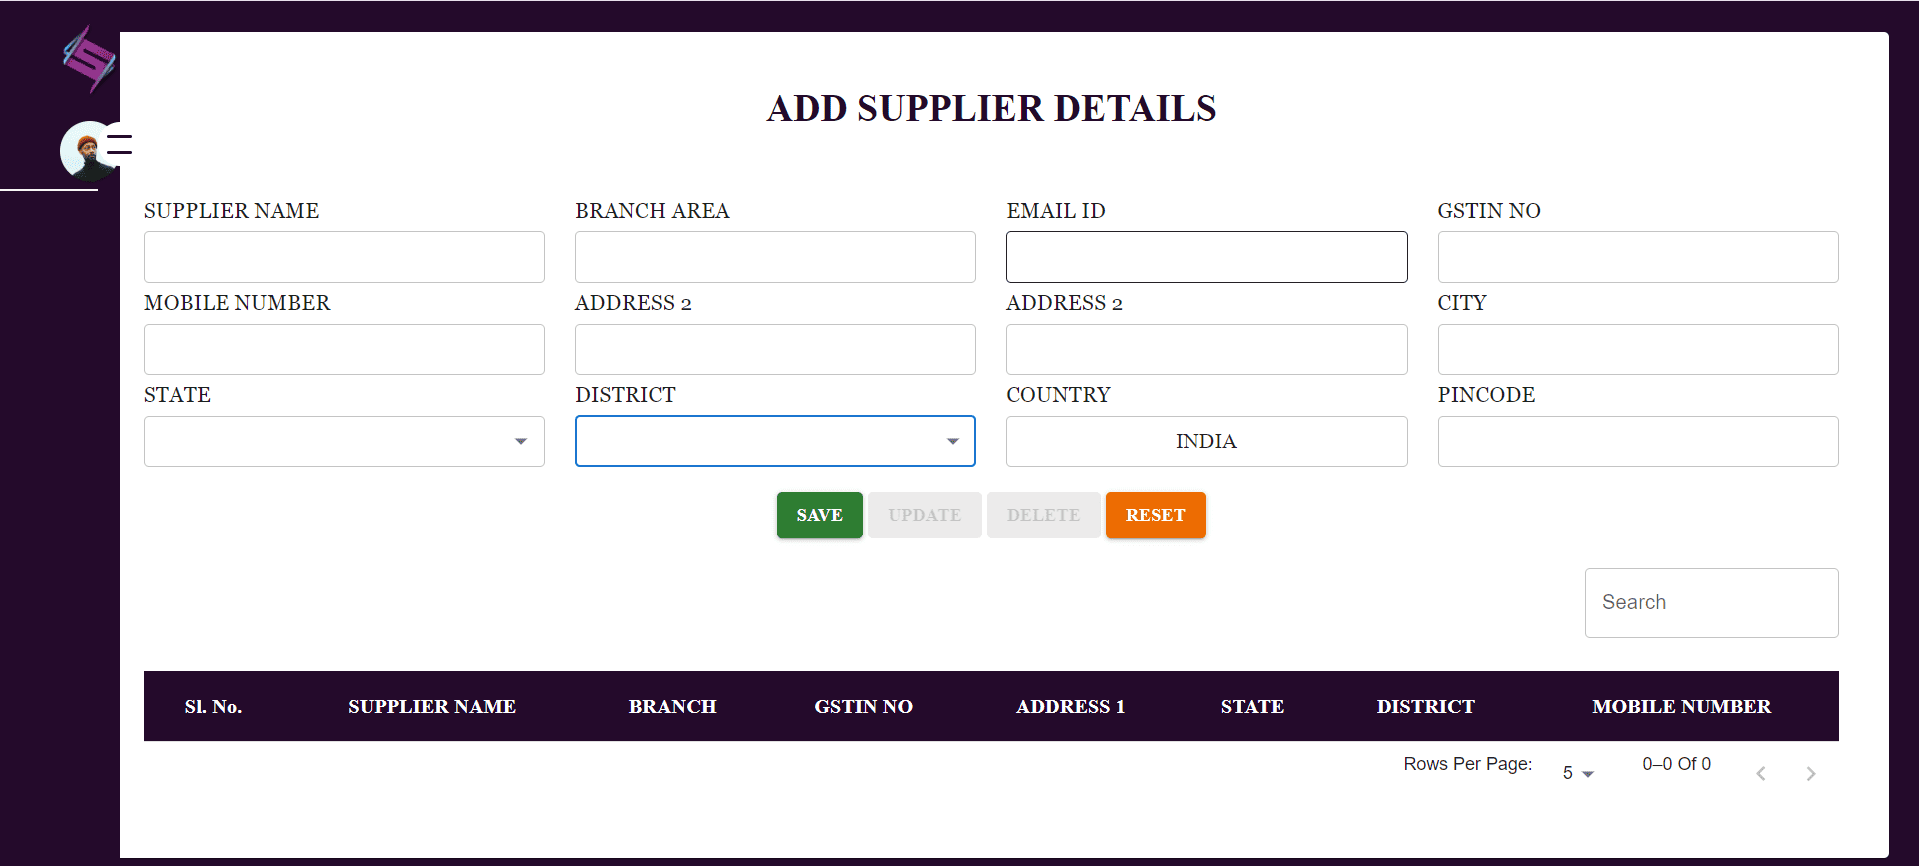 ADD SUPPLIER DETAILS
SUPPLIER NAME BRANCH AREA EMAIL ID GSTIN NO
MOBILE NUMBER ADDRESS 2 ADDRESS 2 CITY
STATE DISTRICT COUNTRY PINCODE
INDIA
SAVE UPDATE DELETE RESET
Search
Sl. No. SUPPLIER NAME BRANCH GSTIN NO ADDRESS 1 STATE DISTRICT MOBILE NUMBER
Rows Per Page: 5 0–0 Of 0